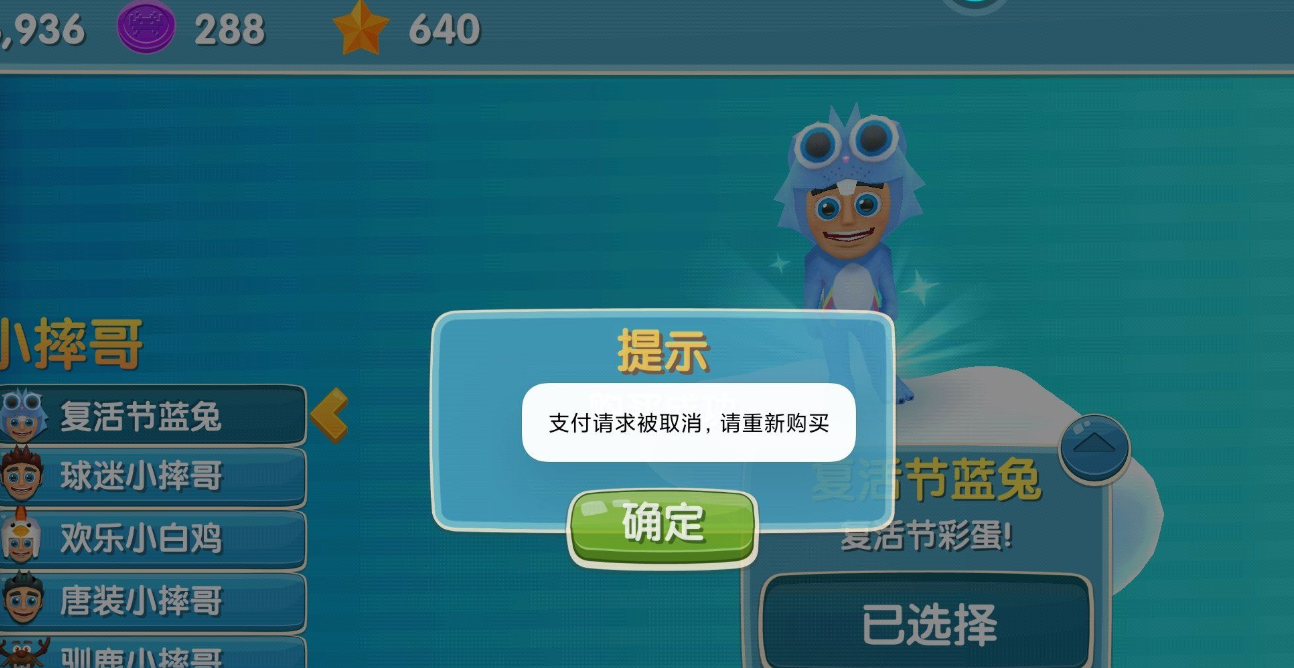 ,936
288
640
小摔哥
提示
支付请求被取消，请重新购买
确定
复活节蓝兔
球迷小摔哥
欢乐小白鸡
唐装小摔哥
驯鹿小摔哥
复活节蓝兔
复活节彩蛋!
已选择